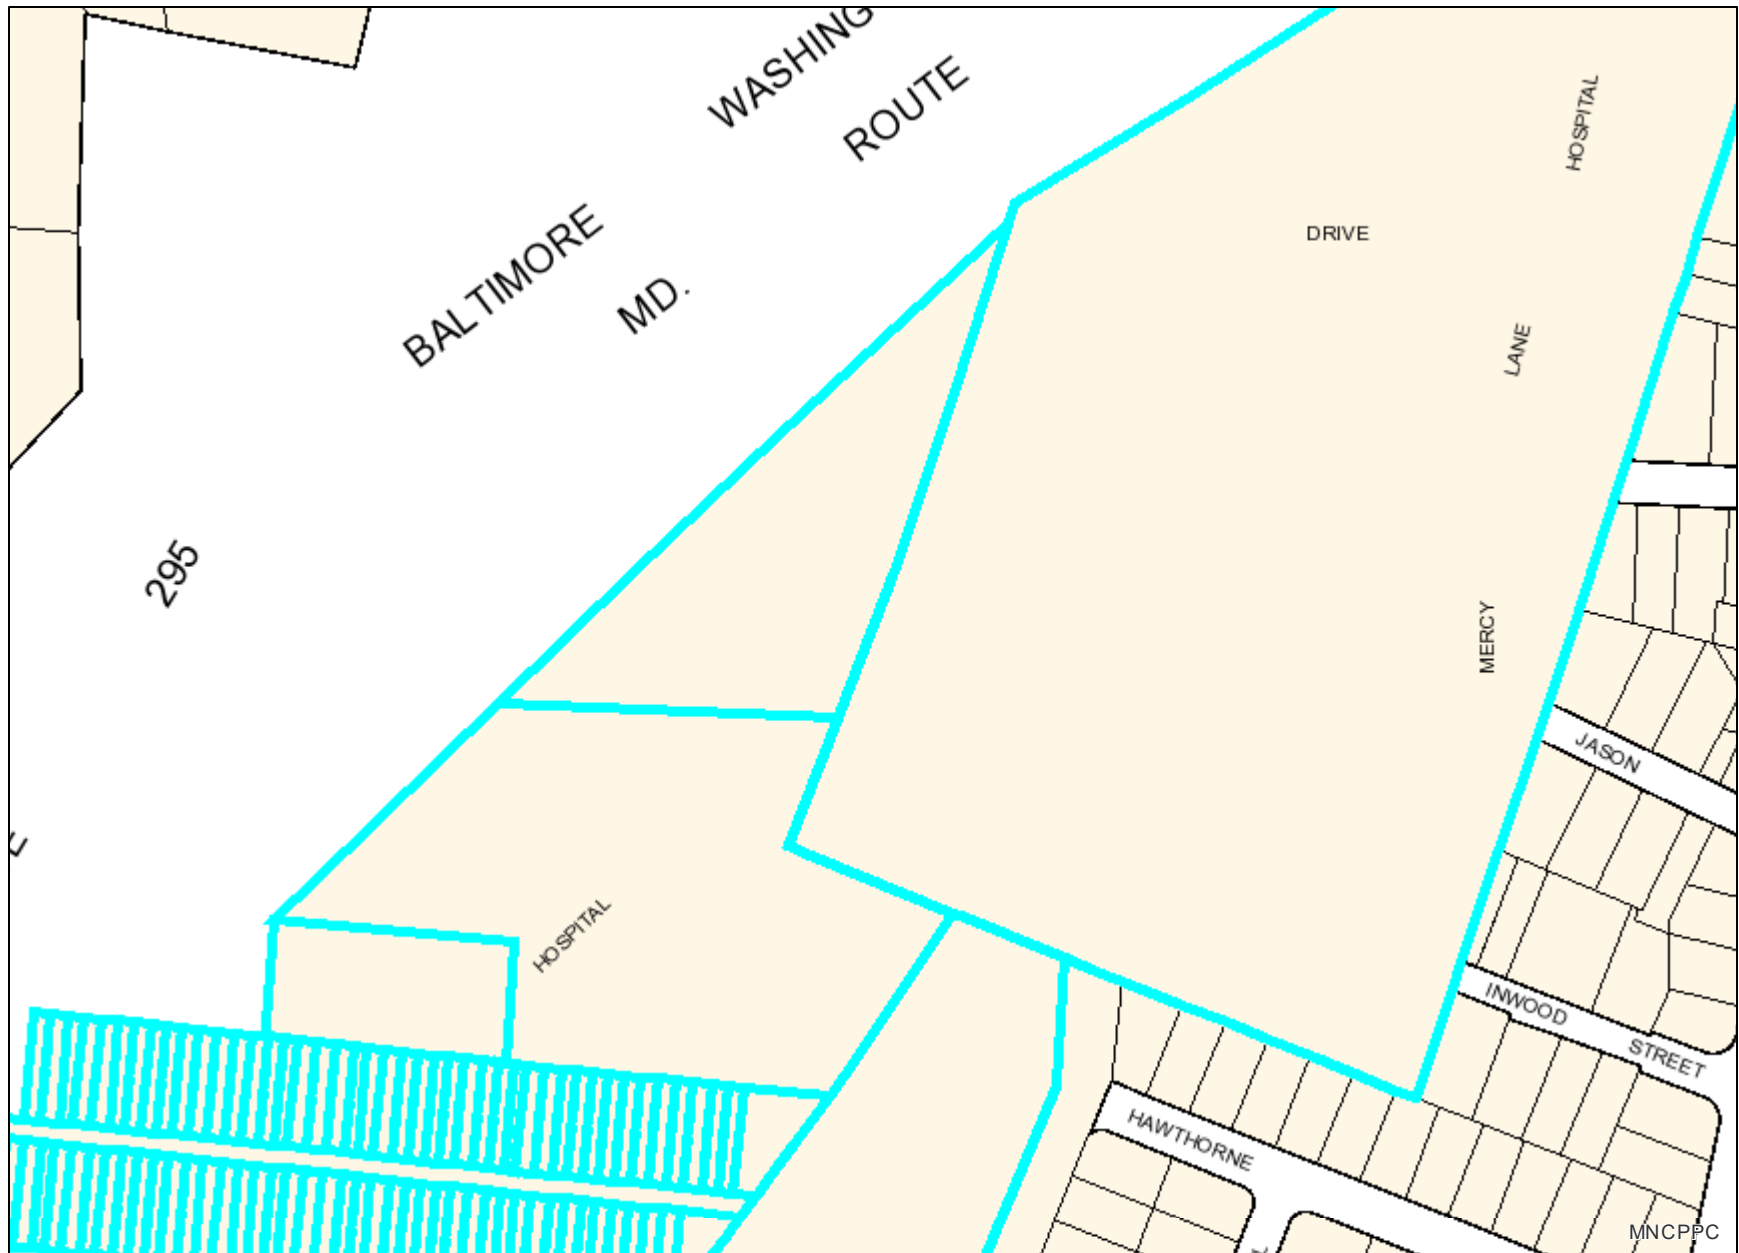 WASHING
ROUTE
BALTIMORE
MD.
295
HOSPITAL
DRIVE
LANE
MERCY
JASON
HOSPITAL
INWOOD
STREET
HAWTHORNE
MNCPPC